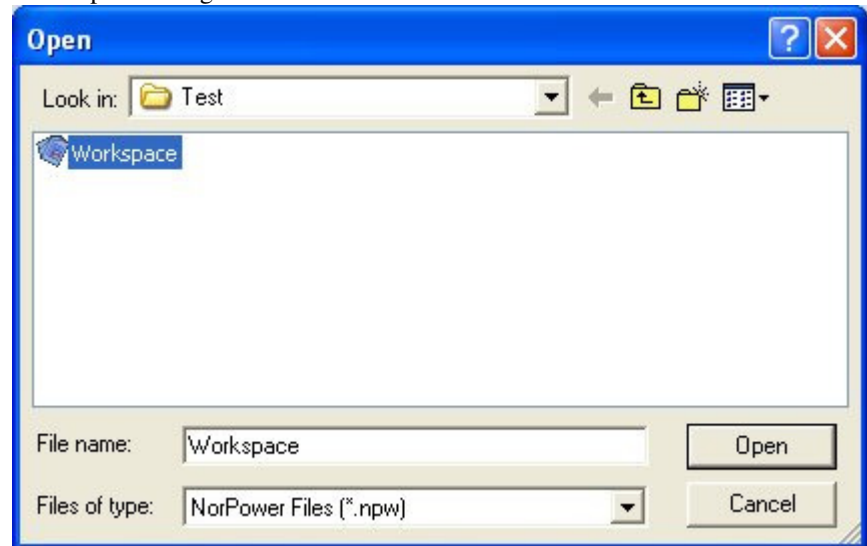 Open
Look in: Test
Workspace
File name: Workspace Open
Files of type: NorPower Files (*.npw) Cancel